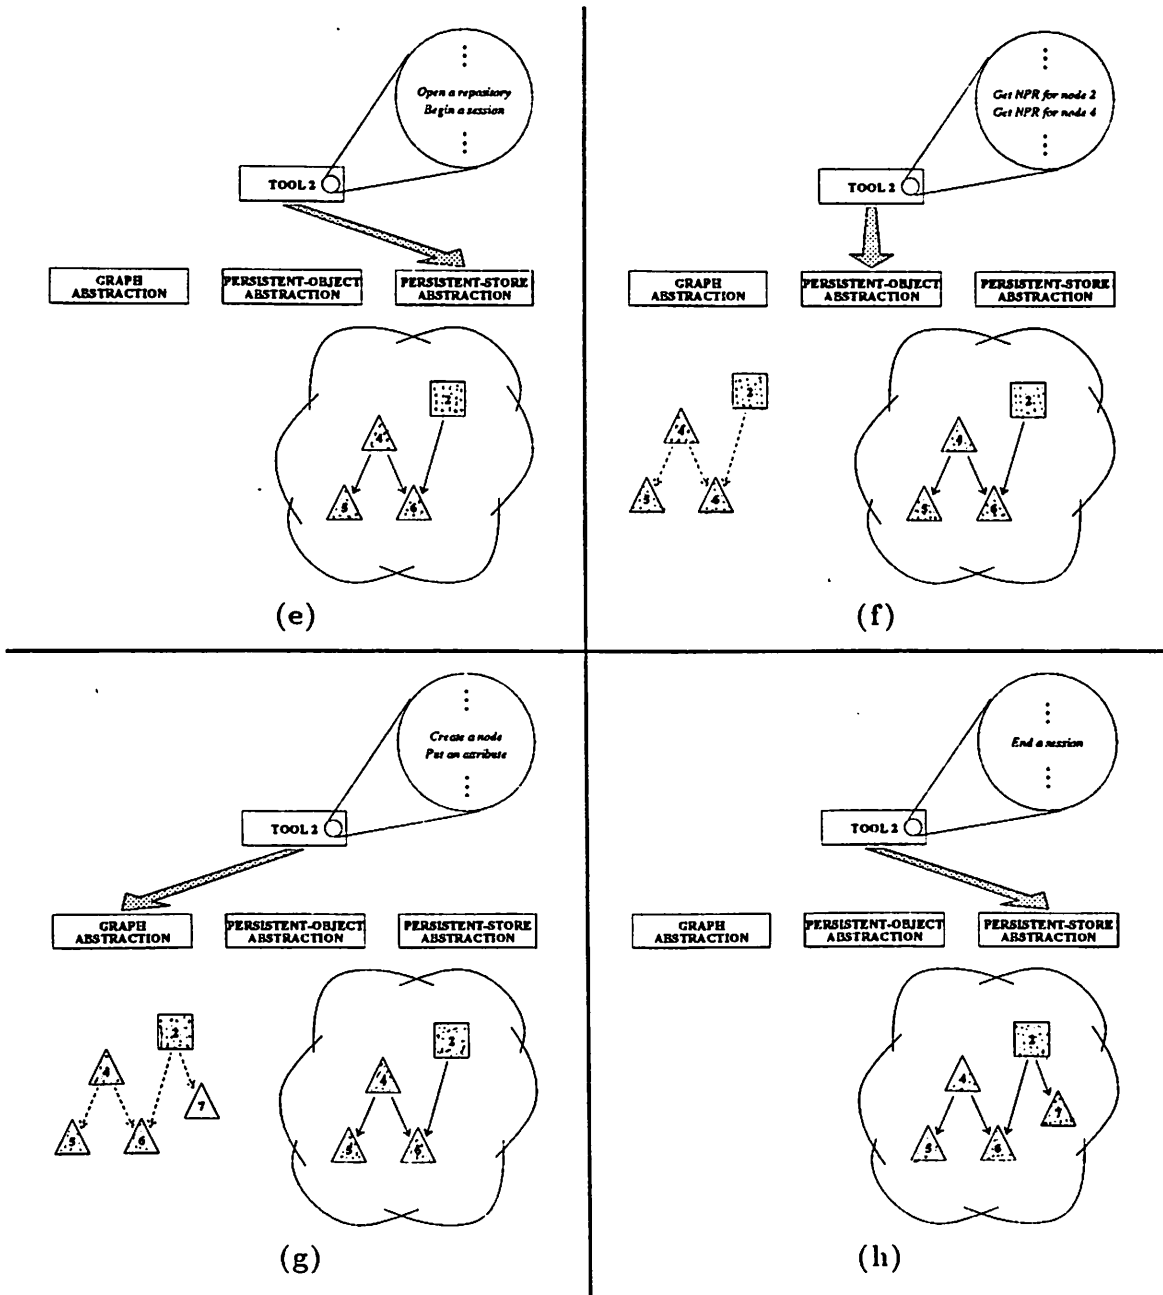 Open a repository
Begin a session
TOOL 2
GRAPH ABSTRACTION
PERSISTENT-OBJECT ABSTRACTION
PERSISTENT-STORE ABSTRACTION
2
4
5
6
(e)
Get NPR for node 2
Get NPR for node 4
TOOL 2
GRAPH ABSTRACTION
PERSISTENT-OBJECT ABSTRACTION
PERSISTENT-STORE ABSTRACTION
2
4
5
6
2
4
5
6
(f)
Create a node
Put an attribute
TOOL 2
GRAPH ABSTRACTION
PERSISTENT-OBJECT ABSTRACTION
PERSISTENT-STORE ABSTRACTION
2
4
7
5
6
2
4
5
6
(g)
End a session
TOOL 2
GRAPH ABSTRACTION
PERSISTENT-OBJECT ABSTRACTION
PERSISTENT-STORE ABSTRACTION
2
4
7
5
6
(h)